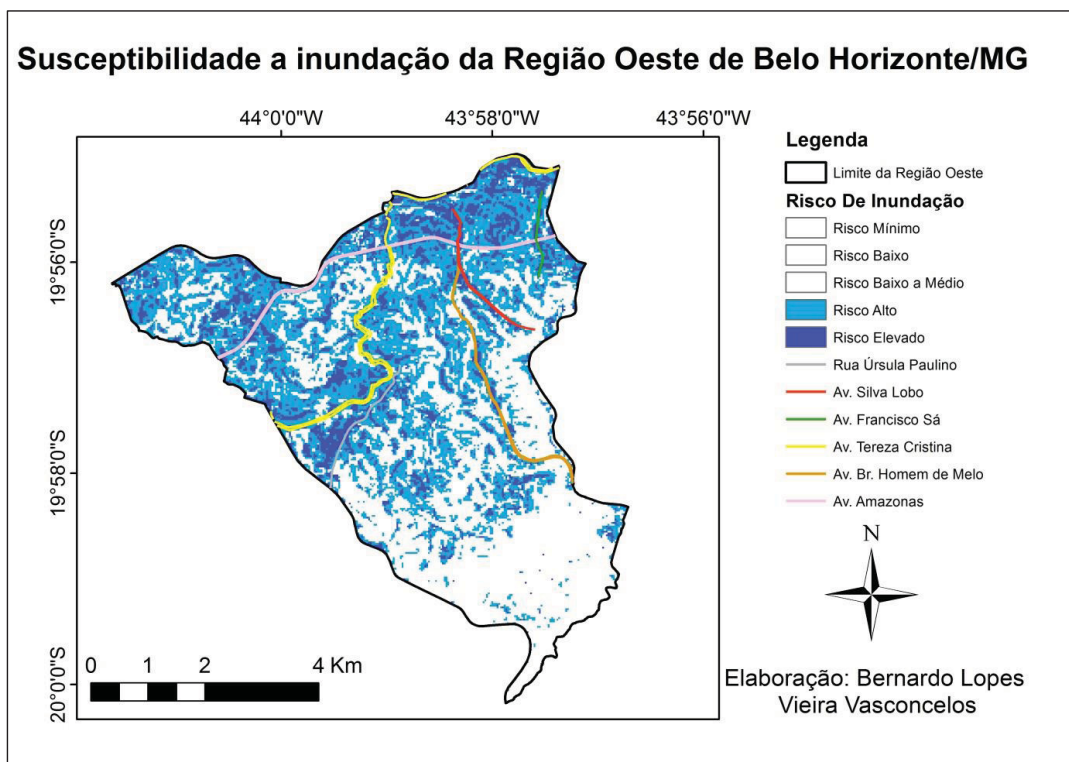 Susceptibilidade a inundação da Região Oeste de Belo Horizonte/MG
44°0'0"W
43°58'0"W
43°56'0"W
19°56'0"S
19°58'0"S
20°0'0"S
0 1 2 4 Km
Legenda
Limite da Região Oeste
Risco De Inundação
Risco Mínimo
Risco Baixo
Risco Baixo a Médio
Risco Alto
Risco Elevado
Rua Úrsula Paulino
Av. Silva Lobo
Av. Francisco Sá
Av. Tereza Cristina
Av. Br. Homem de Melo
Av. Amazonas
N
Elaboração: Bernardo Lopes
Vieira Vasconcelos